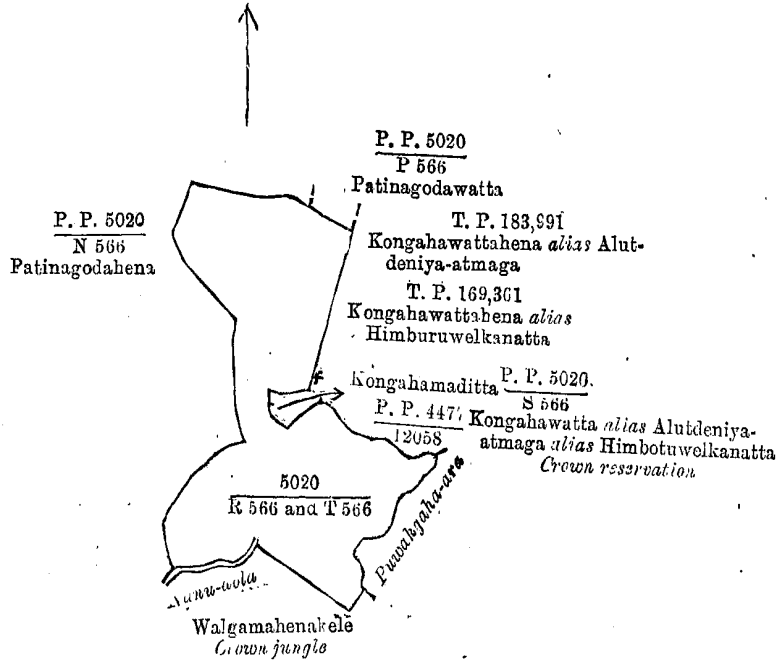 P. P. 5020
P 566
Patinagodawatta
P. P. 5020
N 566
Patinagodahena
T. P. 183,991
Kongahawattahena alias Alut-
deniya-atmaga
T. P. 169,361
Kongahawattahena alias
Himburuwelkanatta
Kongahamaditta P. P. 5020
S 566
P. P. 4477
12058
Kongahawatta alias Alutdeniya-
atmaga alias Himbotuwelkanatta
Crown reservation
5020
R 566 and T 566
Puwakgaha-ara
Walgamahenakele
Crown jungle